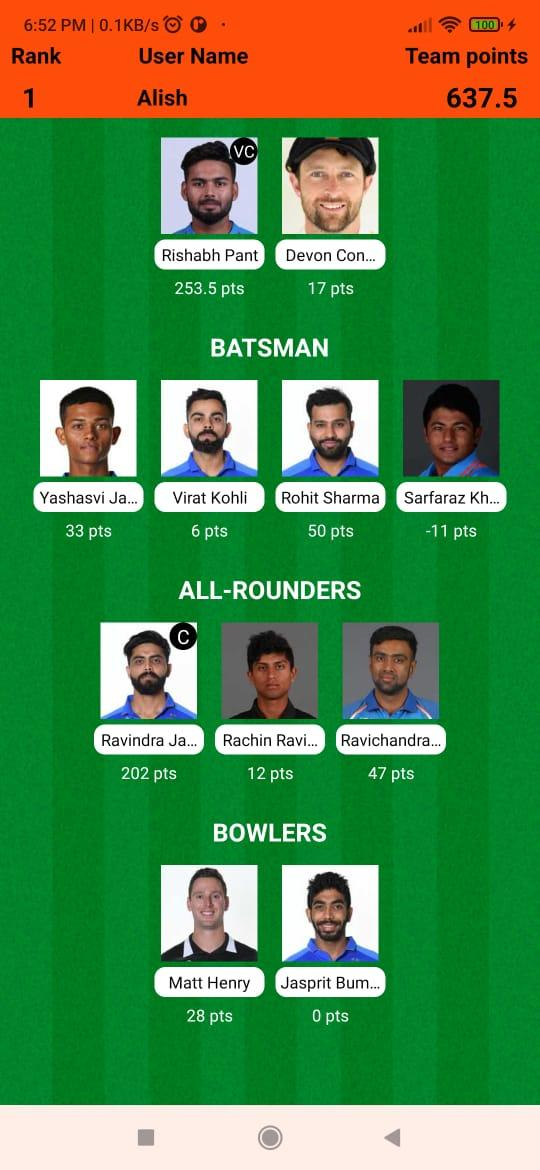 6:52 PM | 0.1KB/s
100
Rank User Name Team points
1 Alish 637.5
VC
Rishabh Pant Devon Con...
253.5 pts 17 pts
BATSMAN
Yashasvi Ja... Virat Kohli Rohit Sharma Sarfaraz Kh...
33 pts 6 pts 50 pts -11 pts
ALL-ROUNDERS
C
Ravindra Ja... Rachin Ravi... Ravichandra...
202 pts 12 pts 47 pts
BOWLERS
Matt Henry Jasprit Bum...
28 pts 0 pts